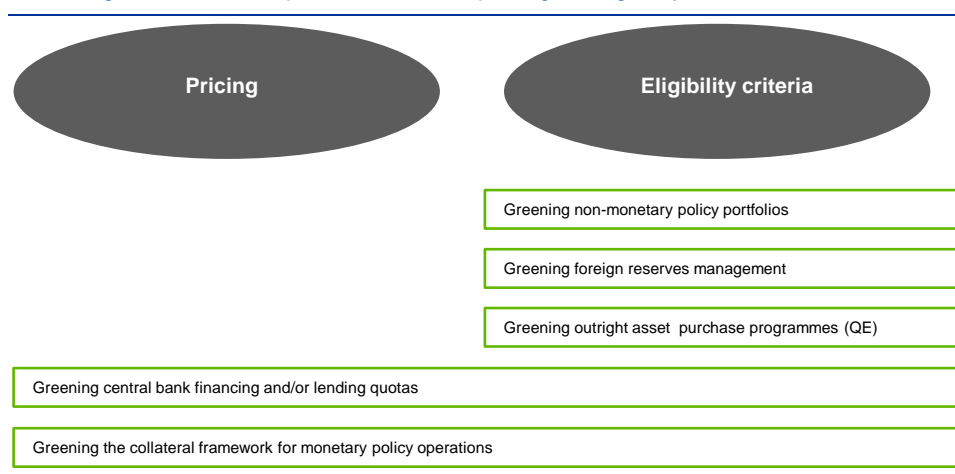 Pricing
Eligibility criteria
Greening non-monetary policy portfolios
Greening foreign reserves management
Greening outright asset purchase programmes (QE)
Greening central bank financing and/or lending quotas
Greening the collateral framework for monetary policy operations